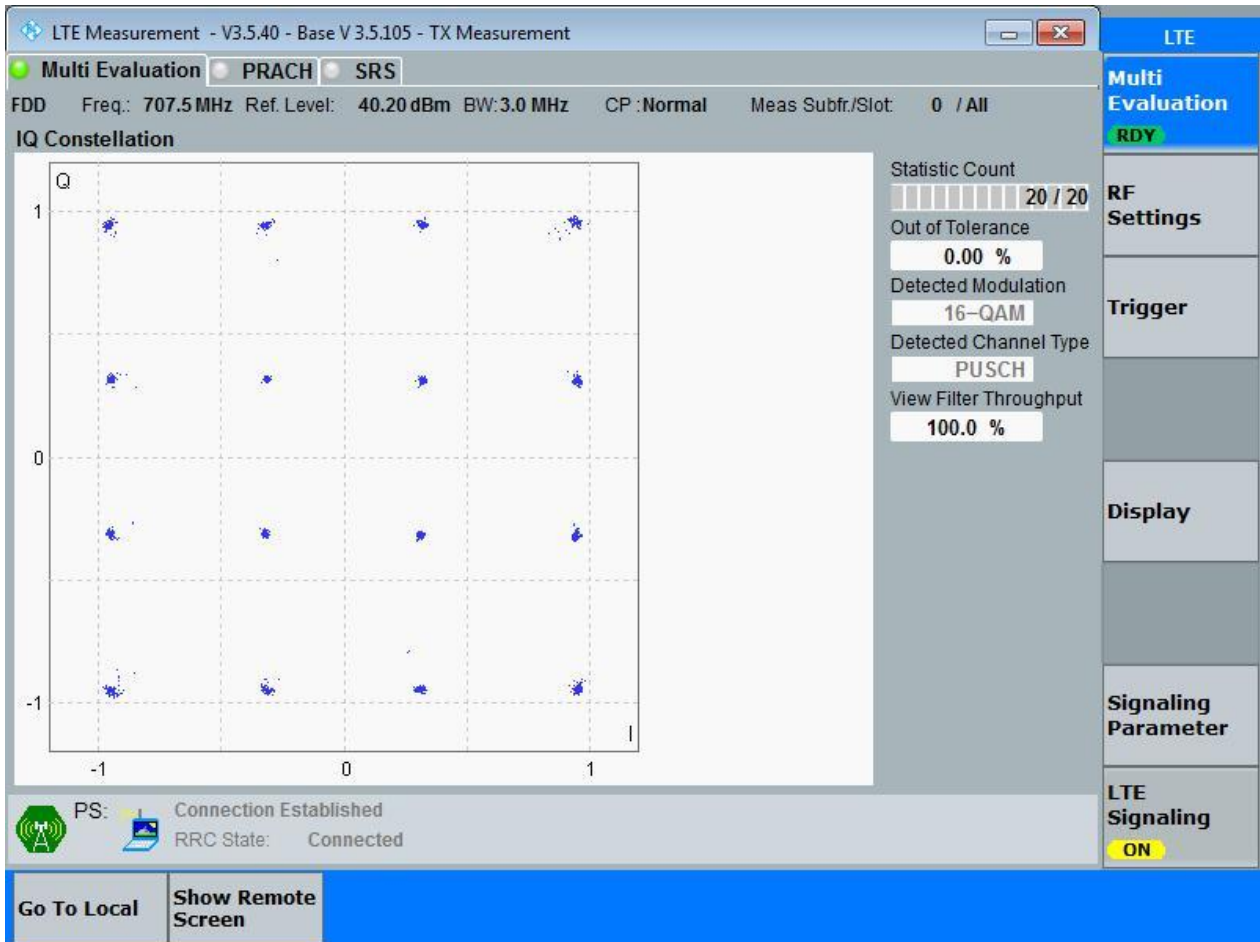 LTE Measurement - V3.5.40 - Base V 3.5.105 - TX Measurement
LTE
Multi Evaluation PRACH SRS
Multi
Evaluation
RDY
FDD Freq.: 707.5 MHz Ref. Level: 40.20 dBm BW: 3.0 MHz CP : Normal Meas Subfr./Slot: 0 / All
IQ Constellation
Q
1
0
-1
I
-1 0 1
Statistic Count
20 / 20
Out of Tolerance
0.00 %
Detected Modulation
16-QAM
Detected Channel Type
PUSCH
View Filter Throughput
100.0 %
RF
Settings
Trigger
Display
Signaling
Parameter
LTE
Signaling
ON
PS: Connection Established
RRC State: Connected
Go To Local
Show Remote
Screen